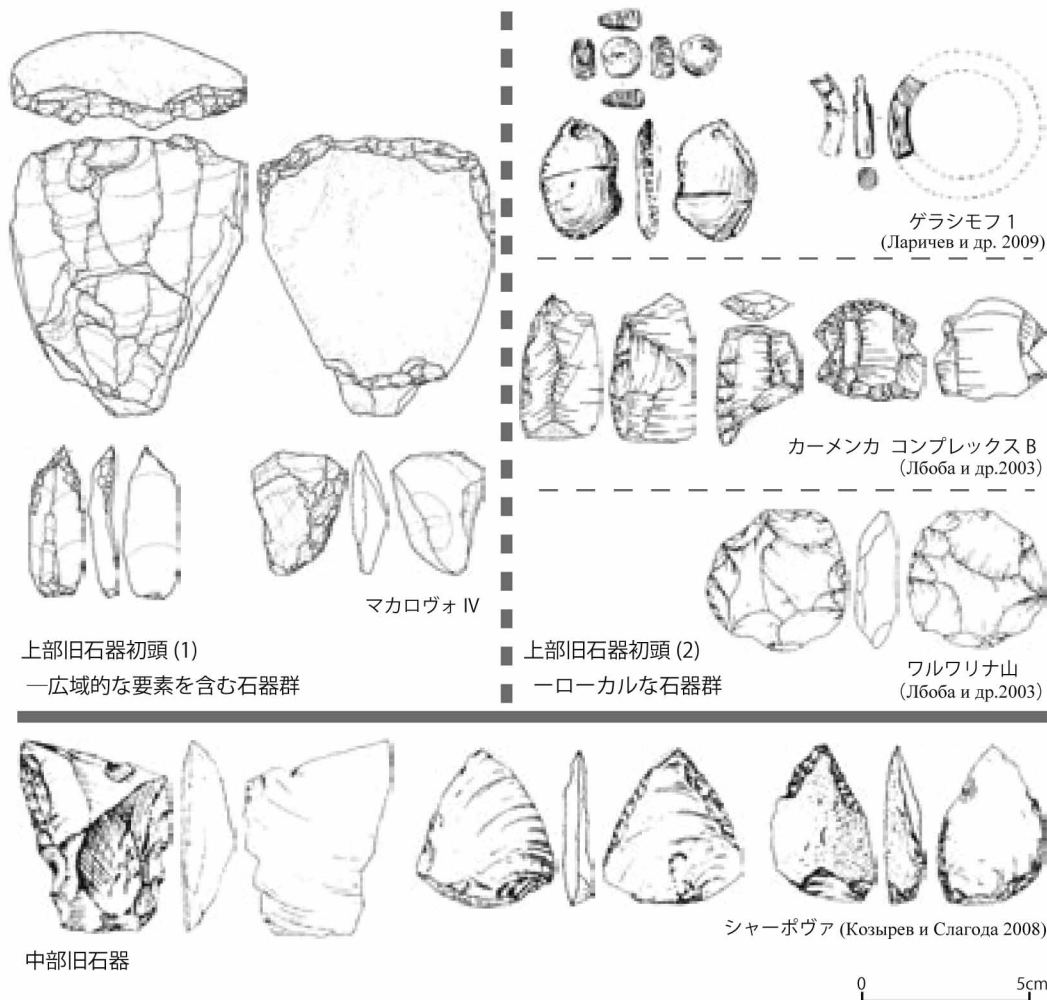 ゲラシモフ 1
(Ларичев и др. 2009)
カーメンカ コンプレックス B
（Лбоба и др.2003）
マカロヴォ IV
上部旧石器初頭 (1)
―広域的な要素を含む石器群
上部旧石器初頭 (2)
ーローカルな石器群
ワルワリナ山
（Лбоба и др.2003）
シャーポヴァ (Козырев и Слагода 2008)
中部旧石器
0 5cm